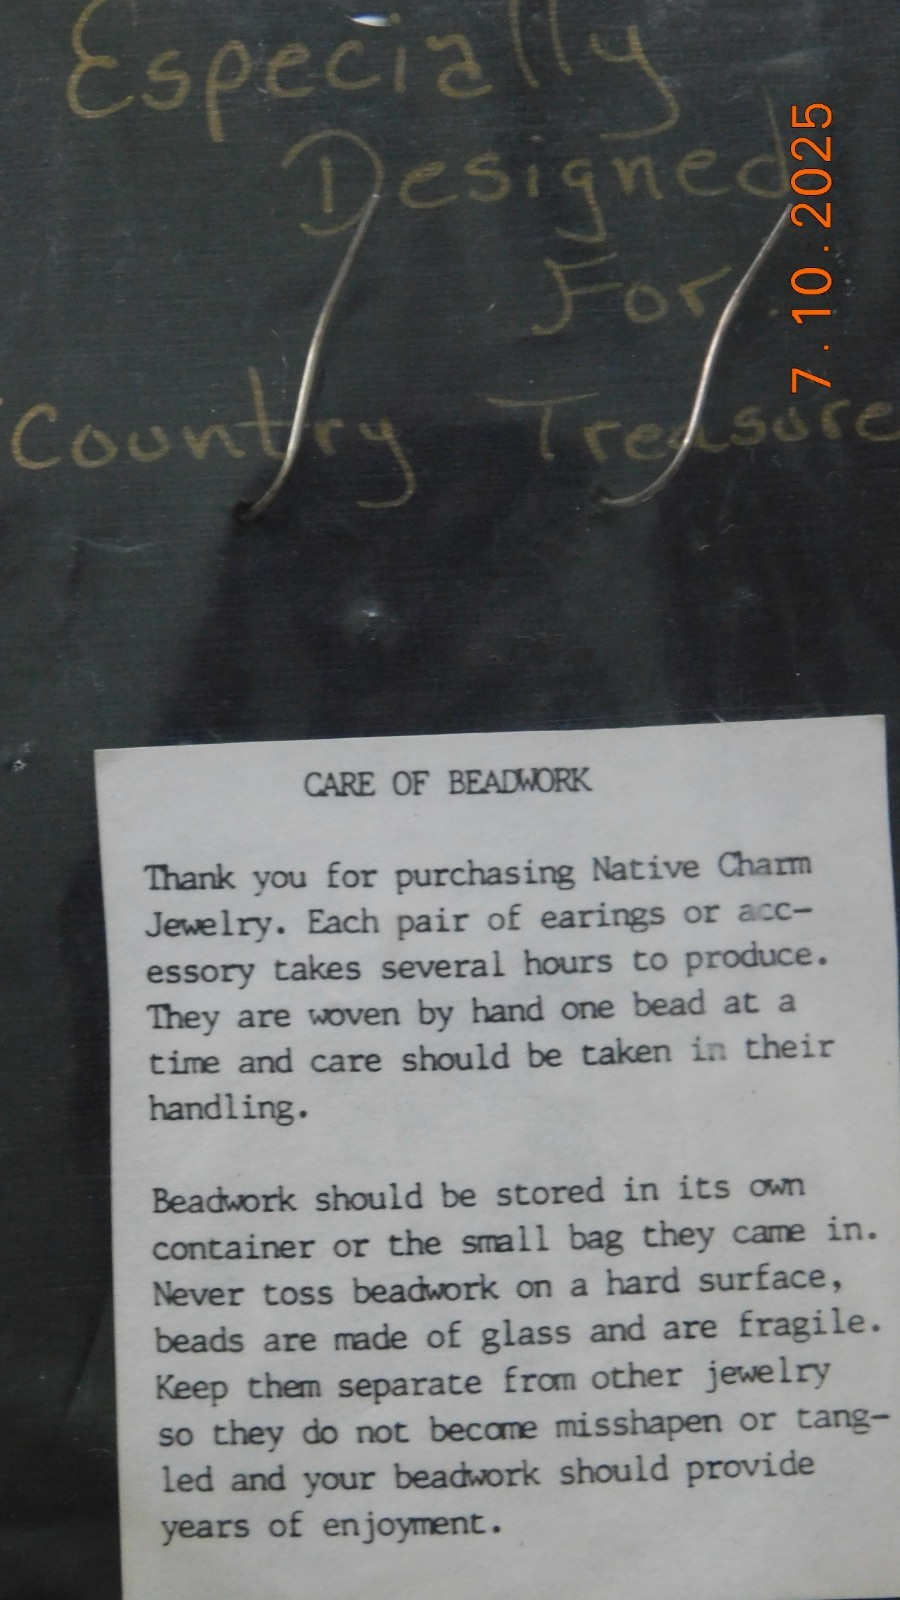 Especially
Designed
For
"Country Treasure
7.10.2025
CARE OF BEADWORK
Thank you for purchasing Native Charm
Jewelry. Each pair of earings or acc-
essory takes several hours to produce.
They are woven by hand one bead at a
time and care should be taken in their
handling.
Beadwork should be stored in its own
container or the small bag they came in.
Never toss beadwork on a hard surface,
beads are made of glass and are fragile.
Keep them separate from other jewelry
so they do not become misshapen or tang-
led and your beadwork should provide
years of enjoyment.